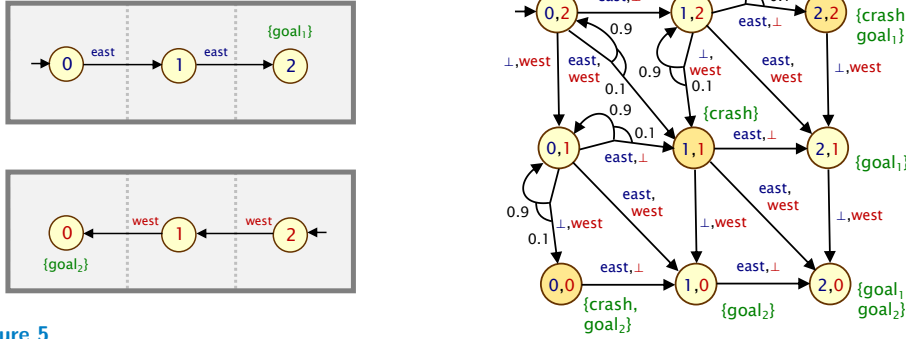 {goal₁}
0 east 1 east 2
0 west 1 west 2
{goal₂}
ure 5
east,⊥
0,2
1,2
east,⊥
2,2
{crash
goal₁}
0.9
⊥,west
east,
west
0.1
0.9
⊥,
west
0.1
east,
west
⊥,west
{crash}
0.9
0.1
0,1
east,⊥
1,1
east,⊥
2,1
{goal₁}
0.9
⊥,west
0.1
east,
west
⊥,west
east,
west
⊥,west
0,0
east,⊥
1,0
east,⊥
2,0
{crash,
goal₂}
{goal₂}
{goal₁
goal₂}